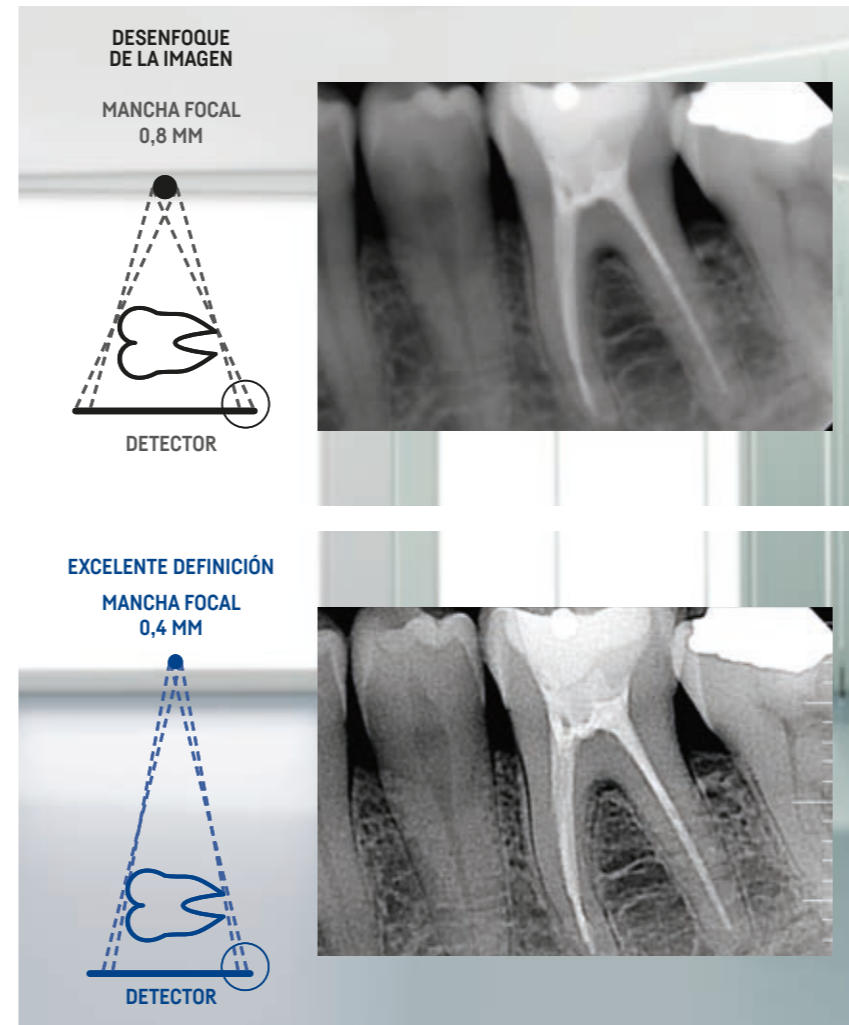 DESENFOQUE
DE LA IMAGEN
MANCHA FOCAL
0,8 MM
DETECTOR
EXCELENTE DEFINICIÓN
MANCHA FOCAL
0,4 MM
DETECTOR